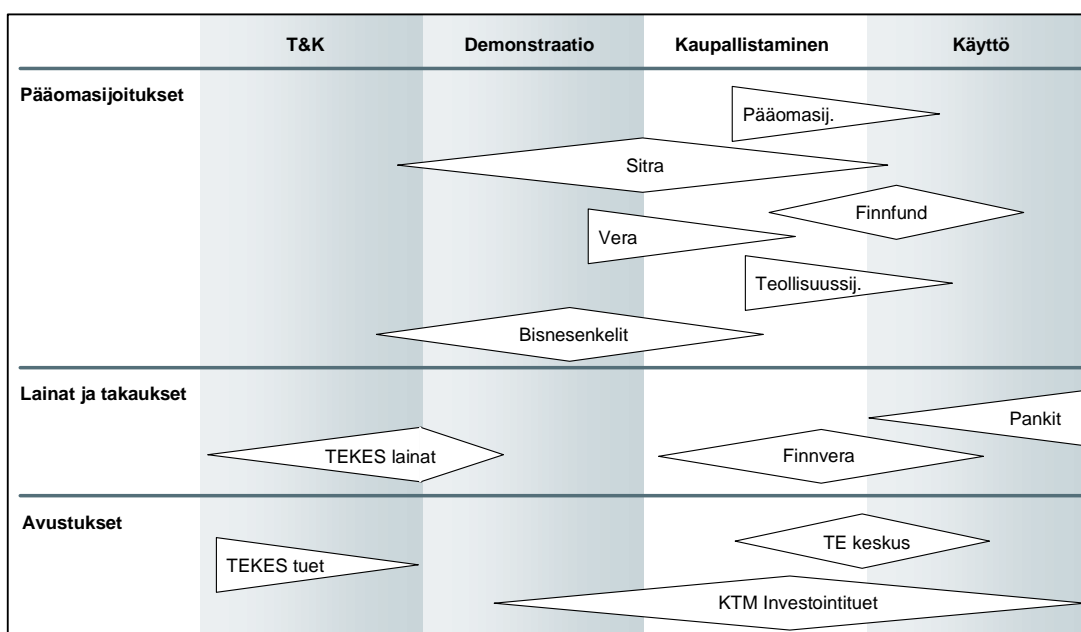 T&K Demonstraatio Kaupallistaminen Käyttö
Pääomasijoitukset
Pääomasij.
Sitra
Finnfund
Vera
Teollisuussij.
Bisnesenkelit
Lainat ja takaukset
Pankit
TEKES lainat
Finnvera
Avustukset
TE keskus
TEKES tuet
KTM Investointituet